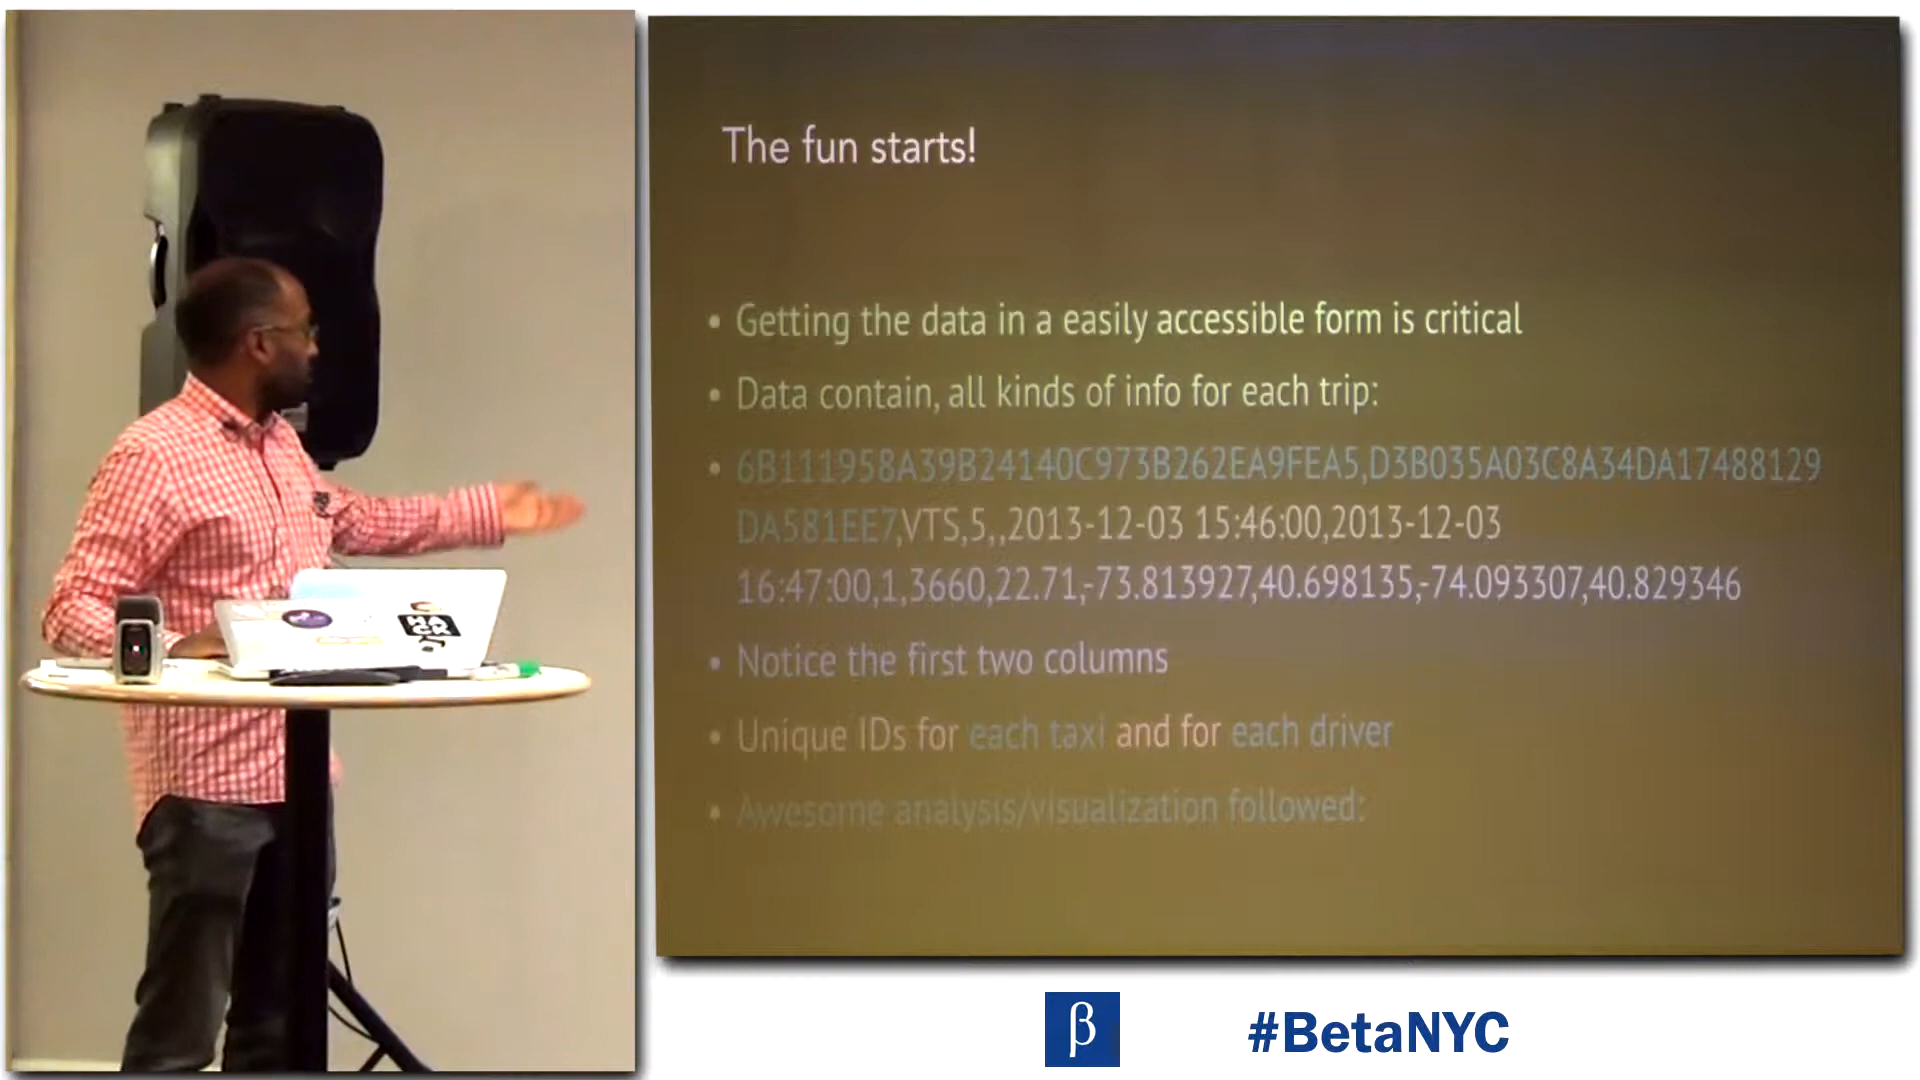 The fun starts!
• Getting the data in a easily accessible form is critical
• Data contain, all kinds of info for each trip:
• 6B111958A39B24140C973B262EA9FEA5,D3B035A03C8A34DA17488129
DA581EE7,VTS,5,,2013-12-03 15:46:00,2013-12-03
16:47:00,1,3660,22.71,-73.813927,40.698135,-74.093307,40.829346
• Notice the first two columns
• Unique IDs for each taxi and for each driver
• Awesome analysis/visualization followed:
HA
CK
β
#BetaNYC